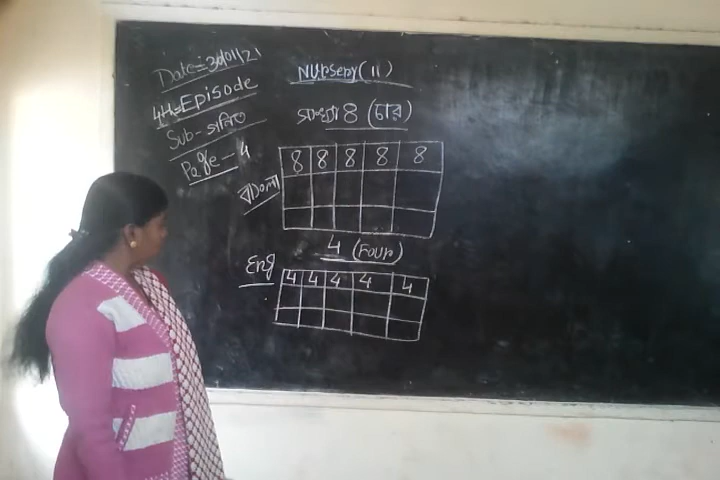 Date = 30/01/21
4th = Episode
Sub - গনিত
Page - 4
Nursery (II)
সংখ্যা ৪ (চার)
বাংলা
৪ ৪ ৪ ৪ ৪
4 (Four)
Eng
4 4 4 4 4